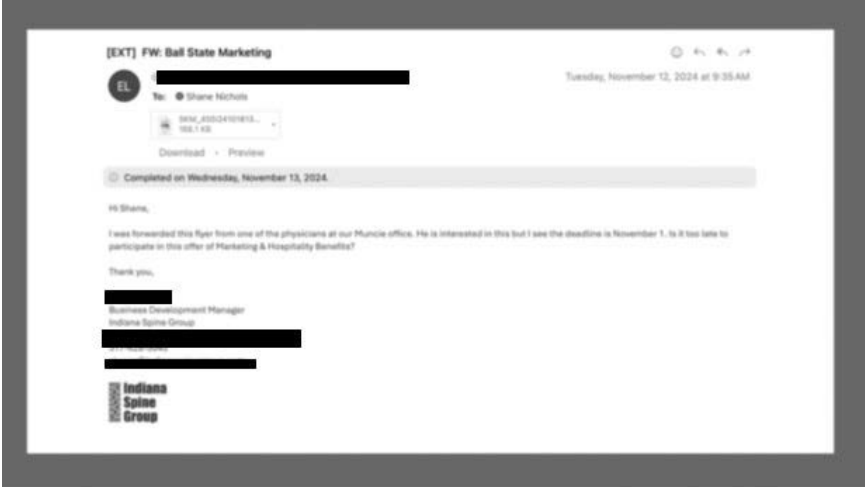 [EXT] FW: Ball State Marketing
Tuesday, November 12, 2024 at 9:35 AM
EL
To: Shane Nichols
168.1 KB
Download • Preview
Completed on Wednesday, November 13, 2024.
Hi Shane,
I was forwarded this flyer from one of the physicians at our Muncie office. He is interested in this but I see the deadline is November 1. Is it too late to
participate in this offer of Marketing & Hospitality Benefits?
Thank you,
Business Development Manager
Indiana Spine Group
Indiana
Spine
Group